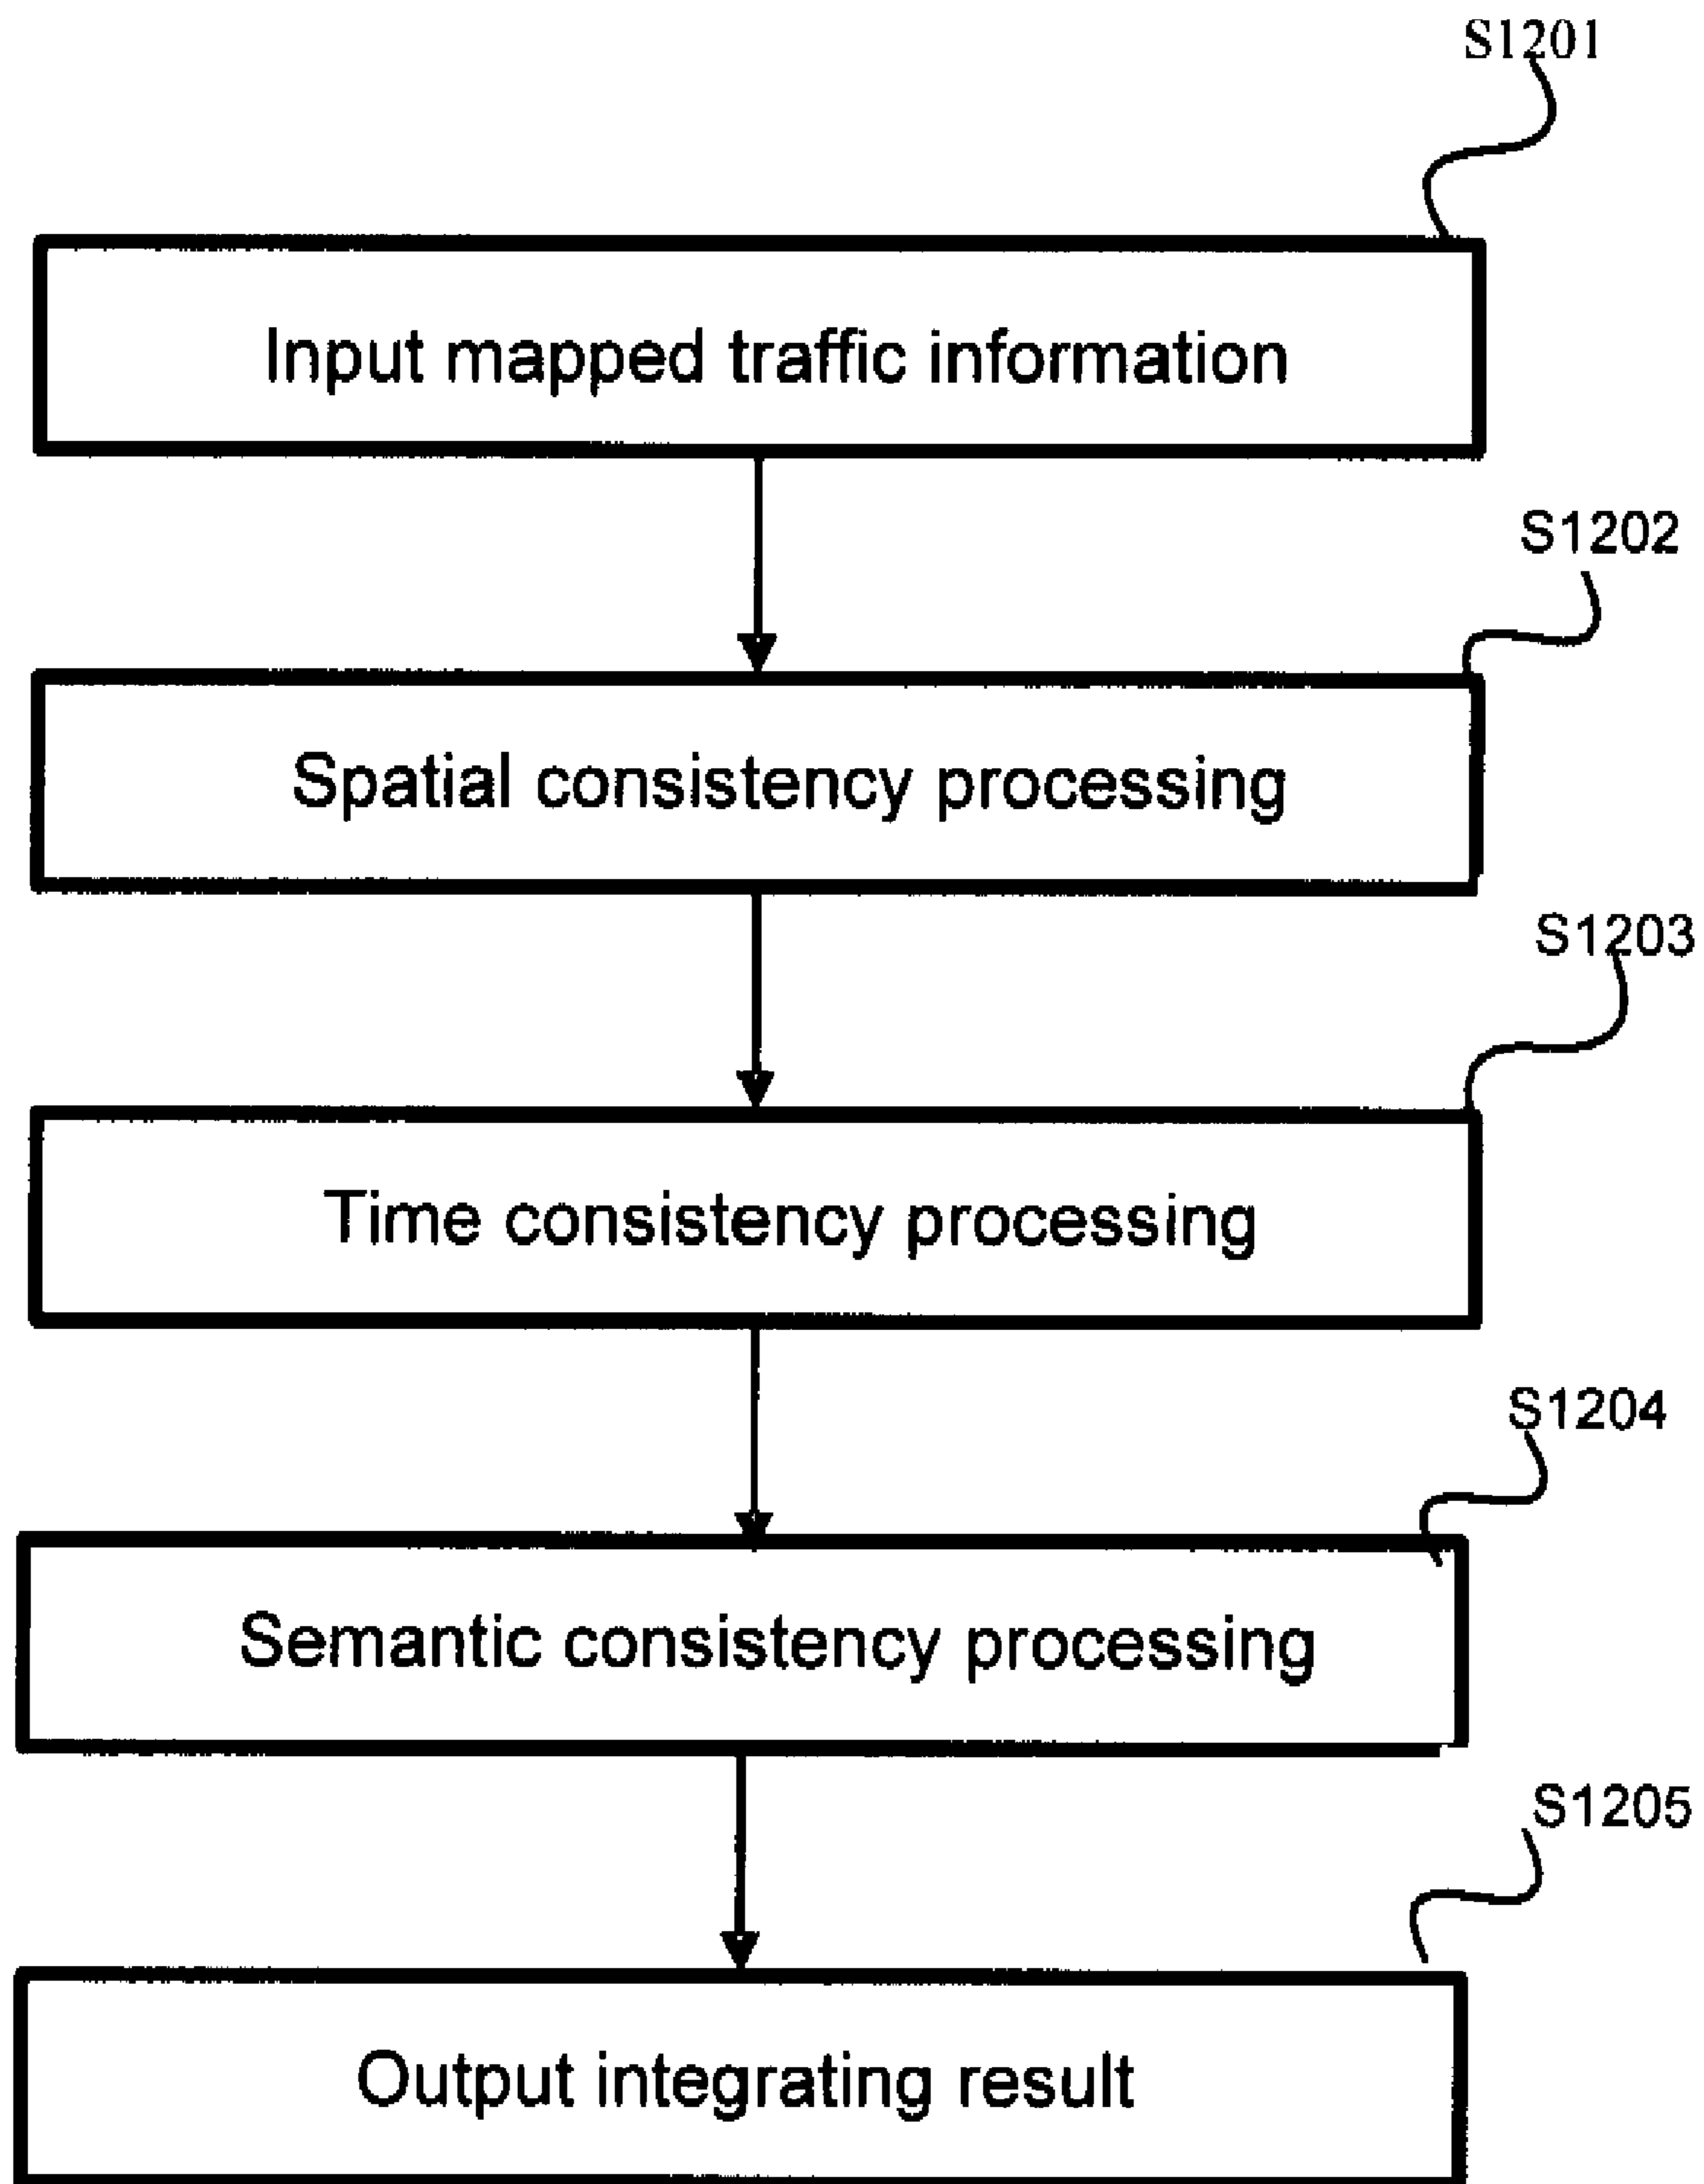 S1201
Input mapped traffic information
S1202
Spatial consistency processing
S1203
Time consistency processing
S1204
Semantic consistency processing
S1205
Output integrating result